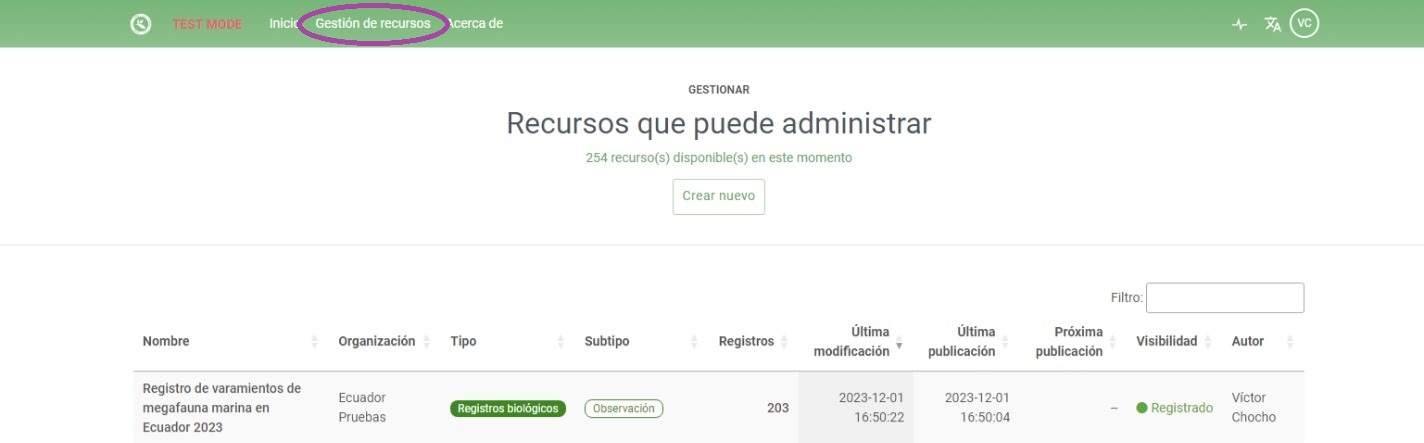 TEST MODE Inicio Gestión de recursos Acerca de VC
GESTIONAR
Recursos que puede administrar
254 recurso(s) disponible(s) en este momento
Crear nuevo
Filtro:
Nombre Organización Tipo Subtipo Registros Última modificación Última publicación Próxima publicación Visibilidad Autor
Registro de varamientos de megafauna marina en Ecuador 2023 Ecuador Pruebas Registros biológicos Observación 203 2023-12-01 16:50:22 2023-12-01 16:50:04 -- Registrado Víctor Chocho